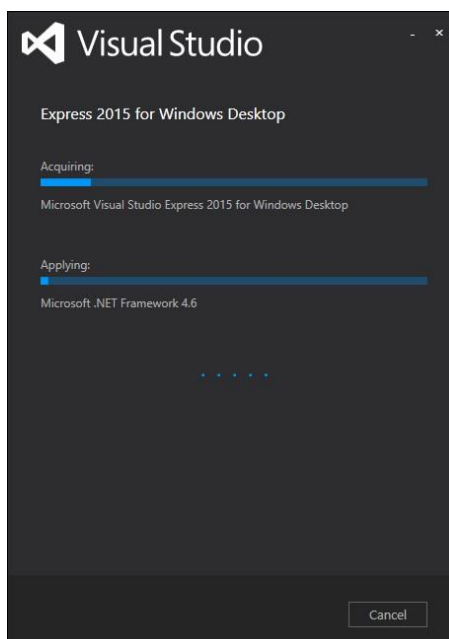 Visual Studio
Express 2015 for Windows Desktop
Acquiring:
Microsoft Visual Studio Express 2015 for Windows Desktop
Applying:
Microsoft .NET Framework 4.6
Cancel